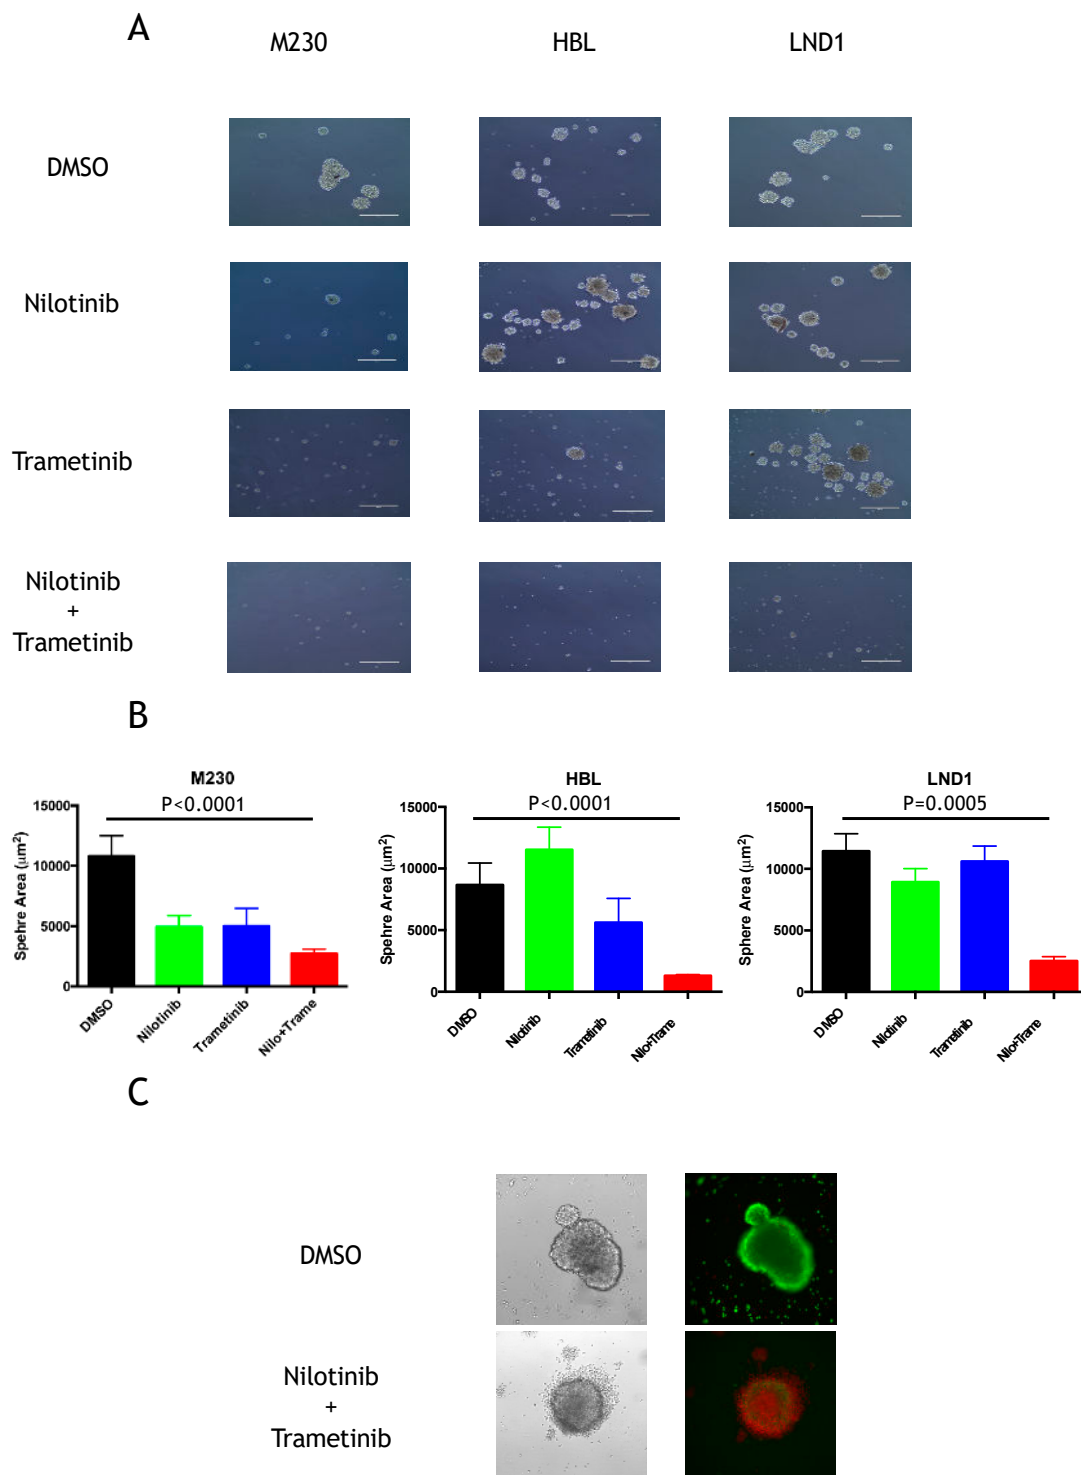 A
M230 HBL LND1
DMSO
Nilotinib
Trametinib
Nilotinib
+
Trametinib
B
M230
P<0.0001
Spehre Area (μm²)
15000
10000
5000
0
DMSO
Nilotinib
Trametinib
Nilo+Trame
HBL
P<0.0001
Spehre Area (μm²)
15000
10000
5000
0
DMSO
Nilotinib
Trametinib
Nilo+Trame
LND1
P=0.0005
Sphere Area (μm²)
15000
10000
5000
0
DMSO
Nilotinib
Trametinib
Nilo+Trame
C
DMSO
Nilotinib
+
Trametinib